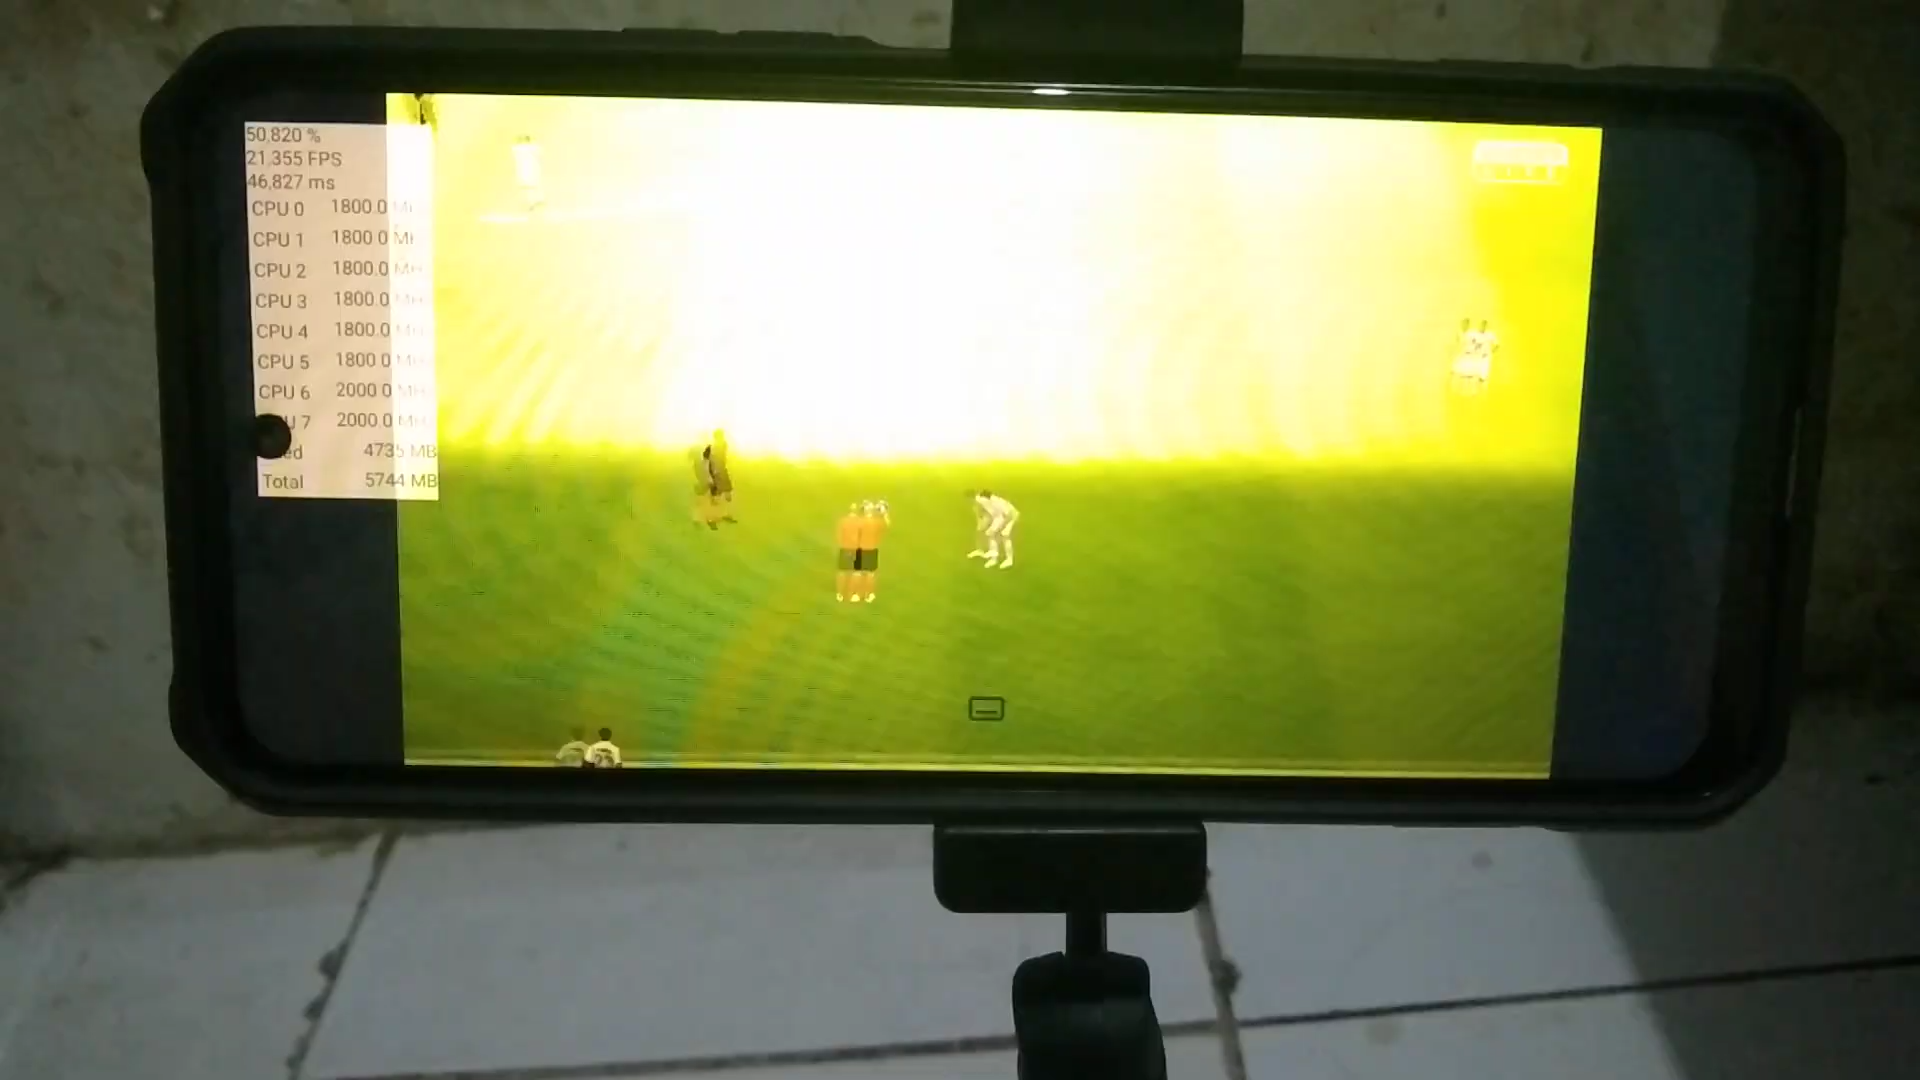 50,820 %
21,355 FPS
46,827 ms
CPU 0 1800.0
CPU 1 1800.0
CPU 2 1800.0
CPU 3 1800.0
CPU 4 1800.0
CPU 5 1800.0
CPU 6 2000.0
7 2000.0
4735 MB
Total 5744 MB
23